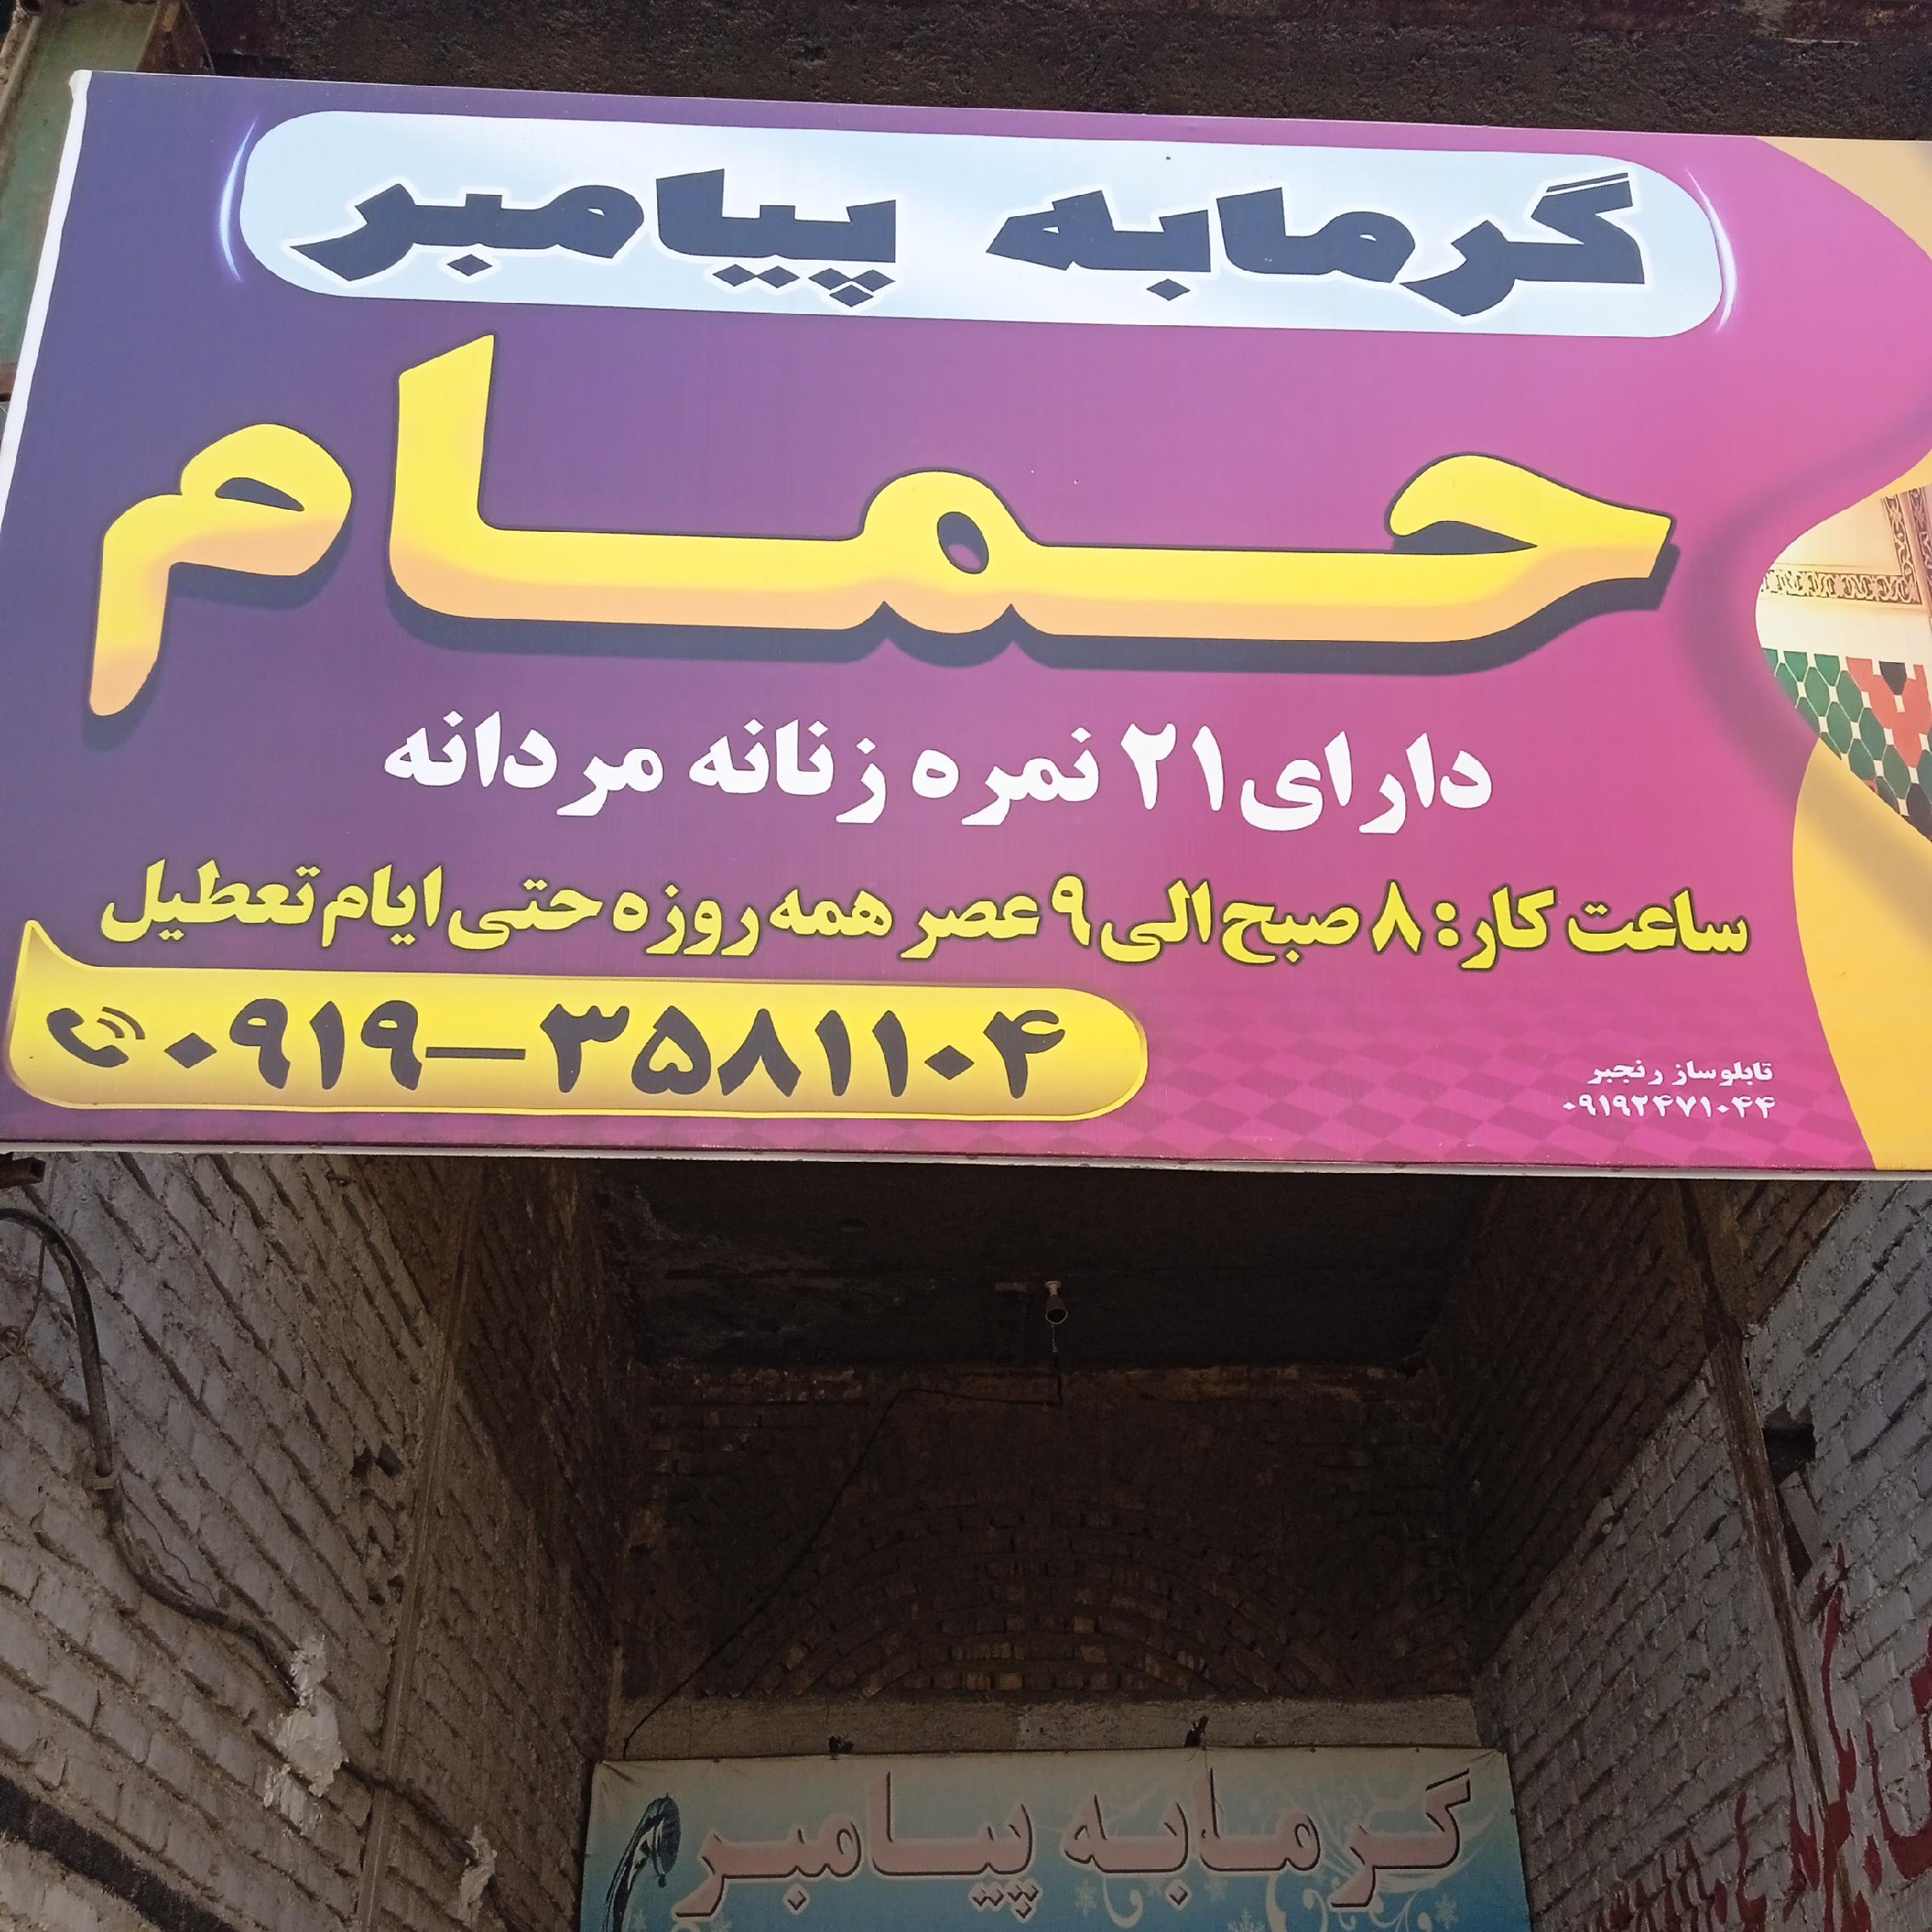 گرمابه پیامبر
حمام
دارای ۲۱ نمره زنانه مردانه
ساعت کار: ۸ صبح الی ۹ عصر همه روزه حتی ایام تعطیل
۰۹۱۹-۳۵۸۱۱۰۴
تابلوساز رنجبر
۰۹۱۹۲۴۷۱۰۴۴
گرمابه پیامبر